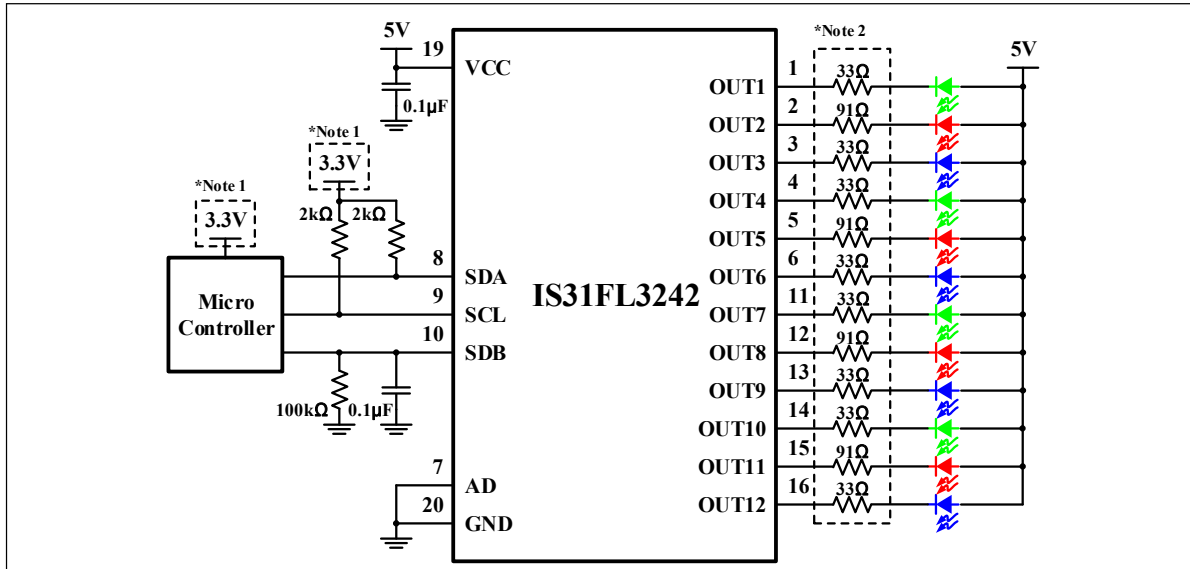 5V
19
VCC
0.1µF
*Note 1
3.3V
*Note 1
3.3V
2kΩ 2kΩ
Micro
Controller
8
SDA
9
SCL
10
SDB
100kΩ 0.1µF
7
AD
20
GND
IS31FL3242
*Note 2
5V
OUT1 1 33Ω
OUT2 2 91Ω
OUT3 3 33Ω
OUT4 4 33Ω
OUT5 5 91Ω
OUT6 6 33Ω
OUT7 11 33Ω
OUT8 12 91Ω
OUT9 13 33Ω
OUT10 14 33Ω
OUT11 15 91Ω
OUT12 16 33Ω